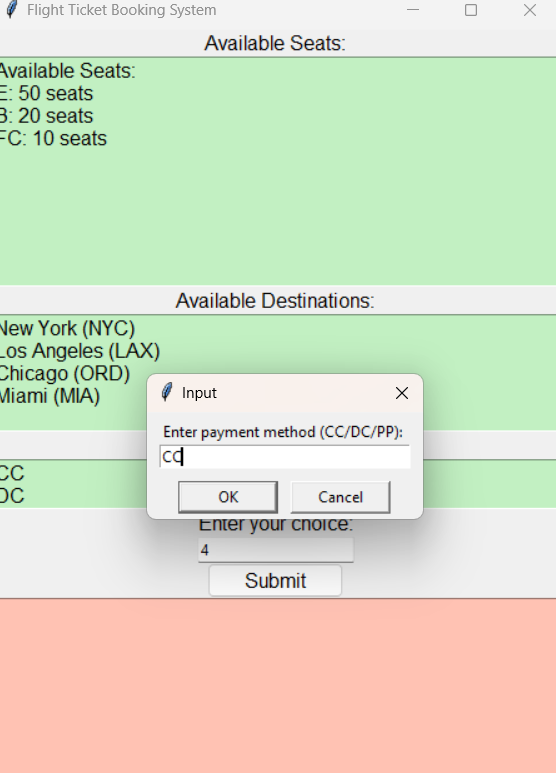 Flight Ticket Booking System
Available Seats:
Available Seats:
E: 50 seats
B: 20 seats
FC: 10 seats
Available Destinations:
New York (NYC)
Los Angeles (LAX)
Chicago (ORD)
Miami (MIA)
Input
Enter payment method (CC/DC/PP):
CC
OK
Cancel
CC
DC
Enter your choice:
4
Submit